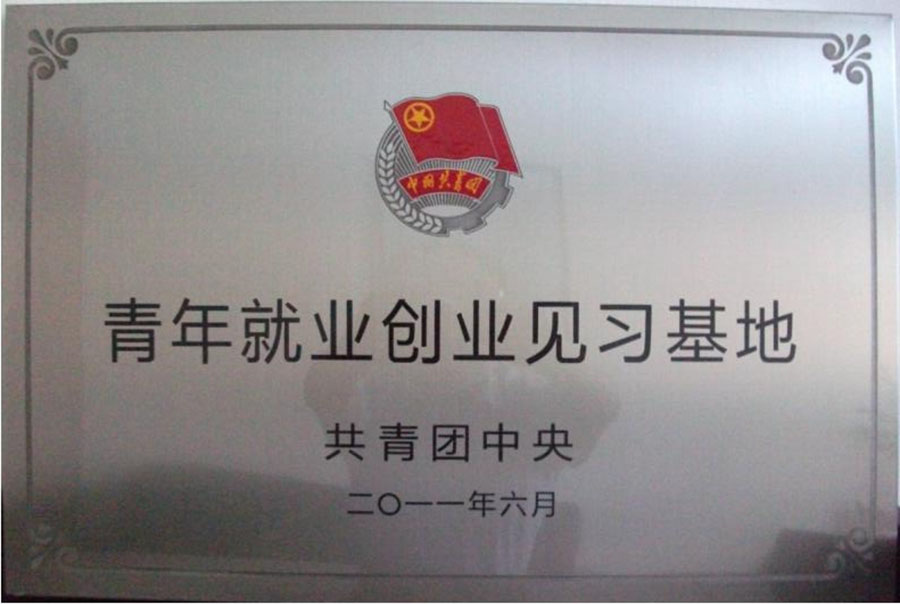 中国共青团
青年就业创业见习基地
共青团中央
二〇一一年六月